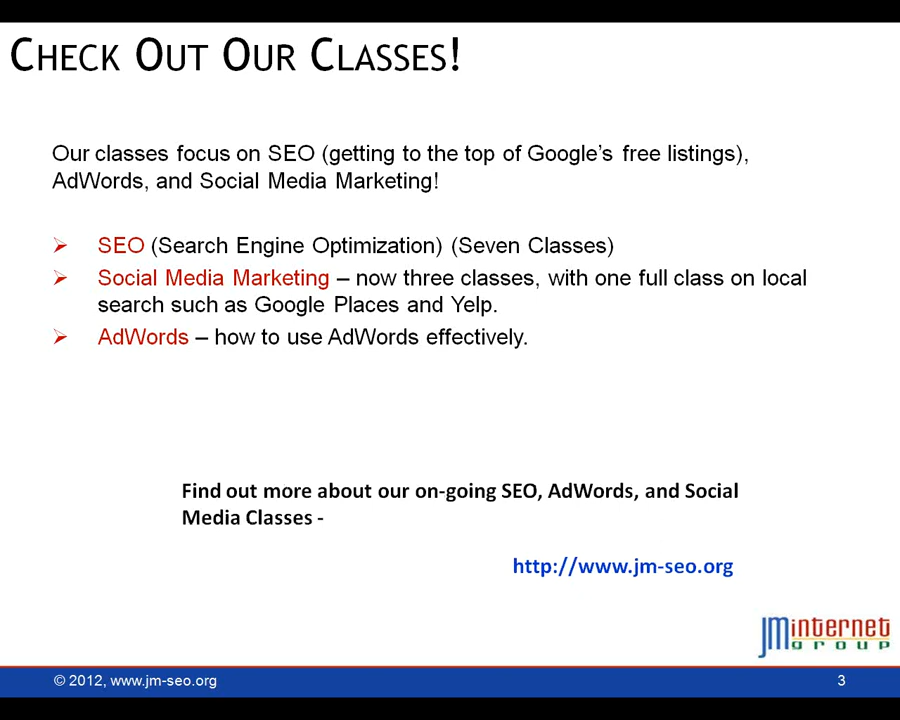 CHECK OUT OUR CLASSES!
Our classes focus on SEO (getting to the top of Google's free listings),
AdWords, and Social Media Marketing!
➢ SEO (Search Engine Optimization) (Seven Classes)
➢ Social Media Marketing – now three classes, with one full class on local
search such as Google Places and Yelp.
➢ AdWords – how to use AdWords effectively.
Find out more about our on-going SEO, AdWords, and Social
Media Classes -
http://www.jm-seo.org
JMinternet
group
© 2012, www.jm-seo.org 3